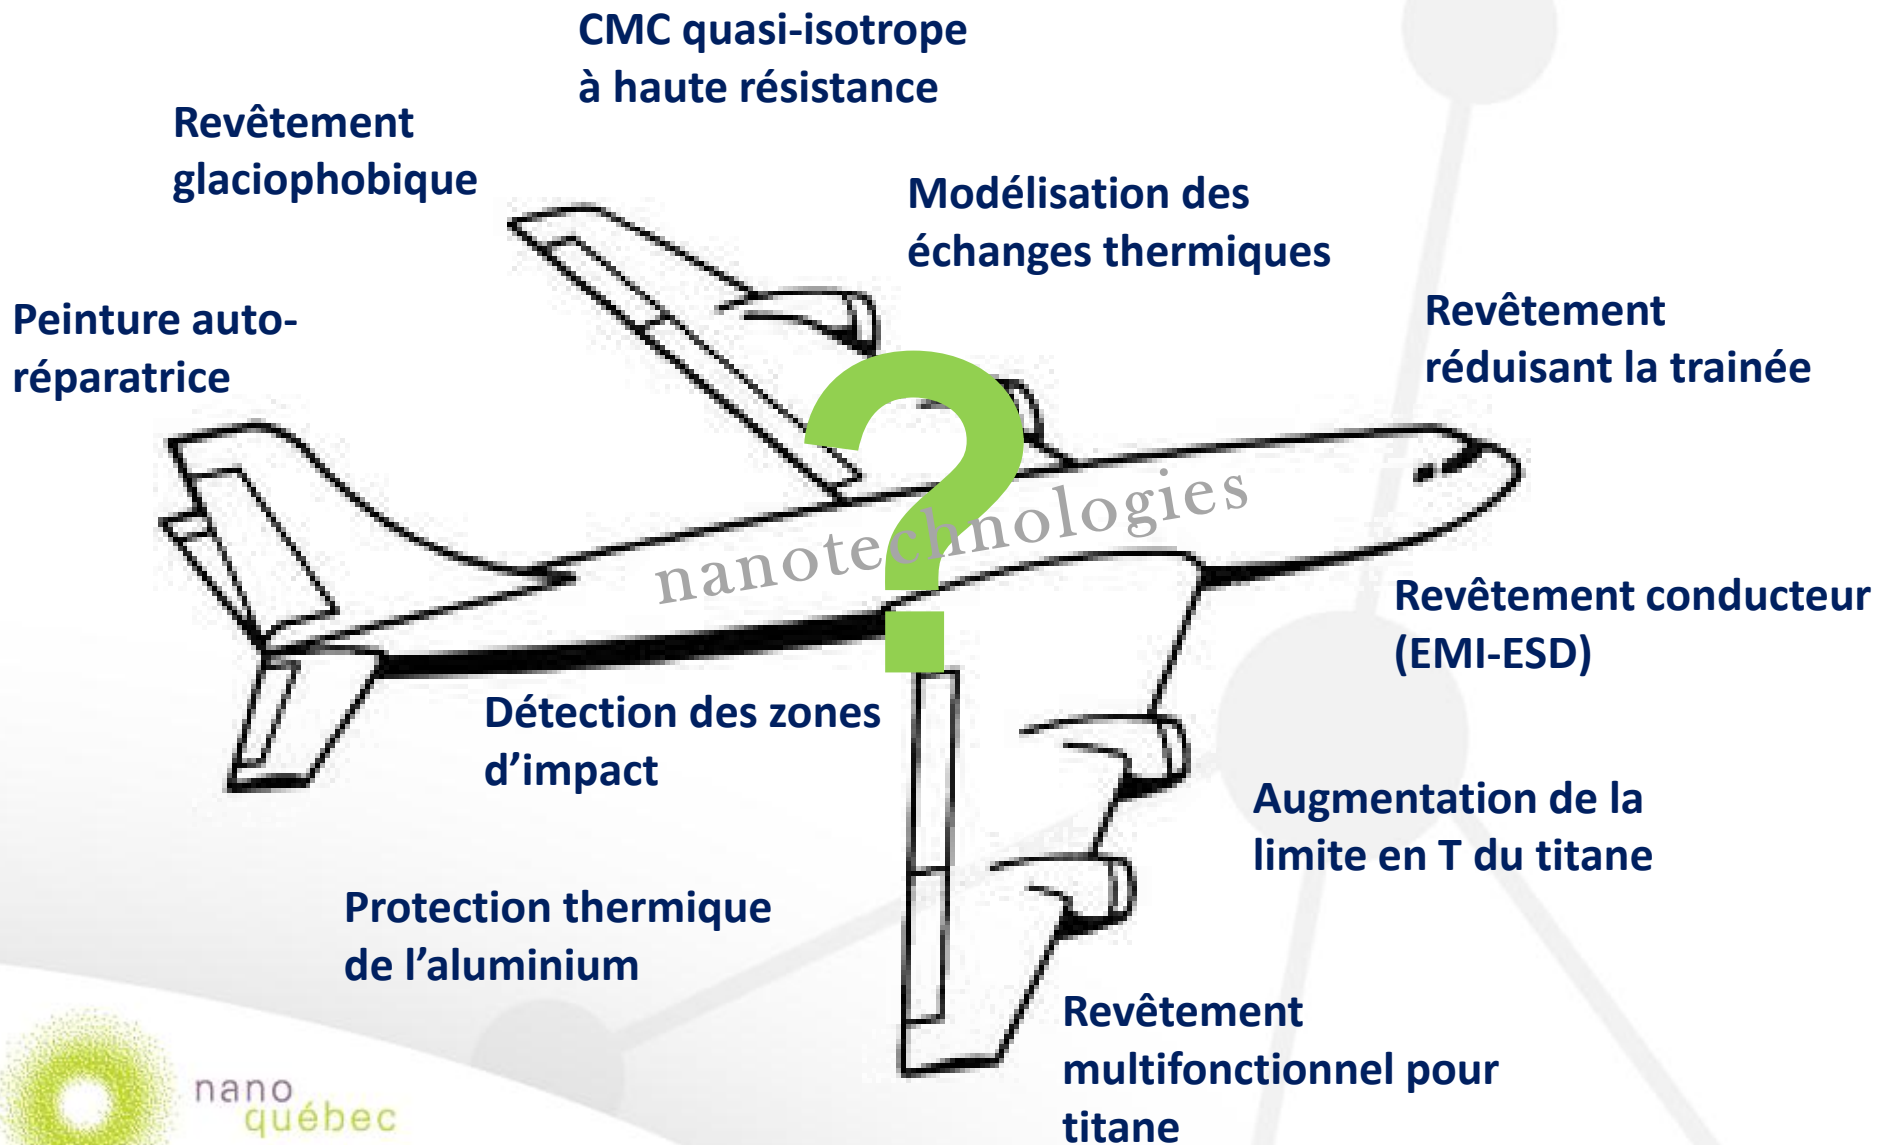 CMC quasi-isotrope
à haute résistance
Revêtement
glaciophobique
Modélisation des
échanges thermiques
Peinture auto-
réparatrice
Revêtement
réduisant la trainée
?
nanotechnologies
Revêtement conducteur
(EMI-ESD)
Détection des zones
d’impact
Augmentation de la
limite en T du titane
Protection thermique
de l’aluminium
Revêtement
multifonctionnel pour
titane
nano
québec